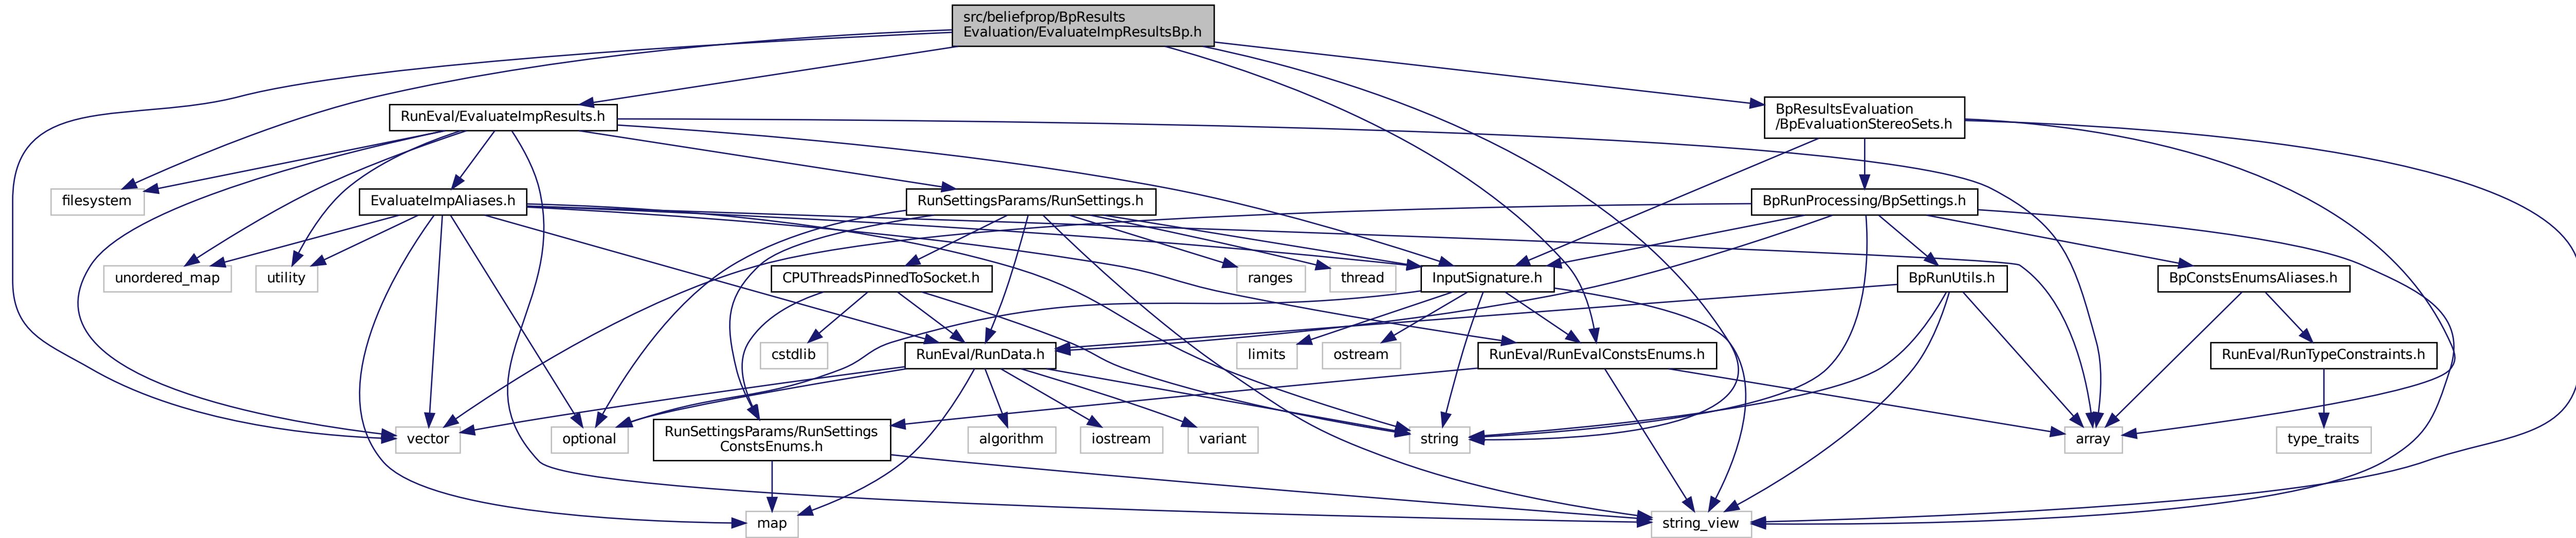 src/beliefprop/BpResults
Evaluation/EvaluateImpResultsBp.h
RunEval/EvaluateImpResults.h
BpResultsEvaluation
/BpEvaluationStereoSets.h
filesystem
EvaluateImpAliases.h
RunSettingsParams/RunSettings.h
BpRunProcessing/BpSettings.h
unordered_map
utility
CPUThreadsPinnedToSocket.h
ranges
thread
InputSignature.h
BpRunUtils.h
BpConstsEnumsAliases.h
cstdlib
RunEval/RunData.h
limits
ostream
RunEval/RunEvalConstsEnums.h
RunEval/RunTypeConstraints.h
vector
optional
RunSettingsParams/RunSettings
ConstsEnums.h
algorithm
iostream
variant
string
array
type_traits
map
string_view